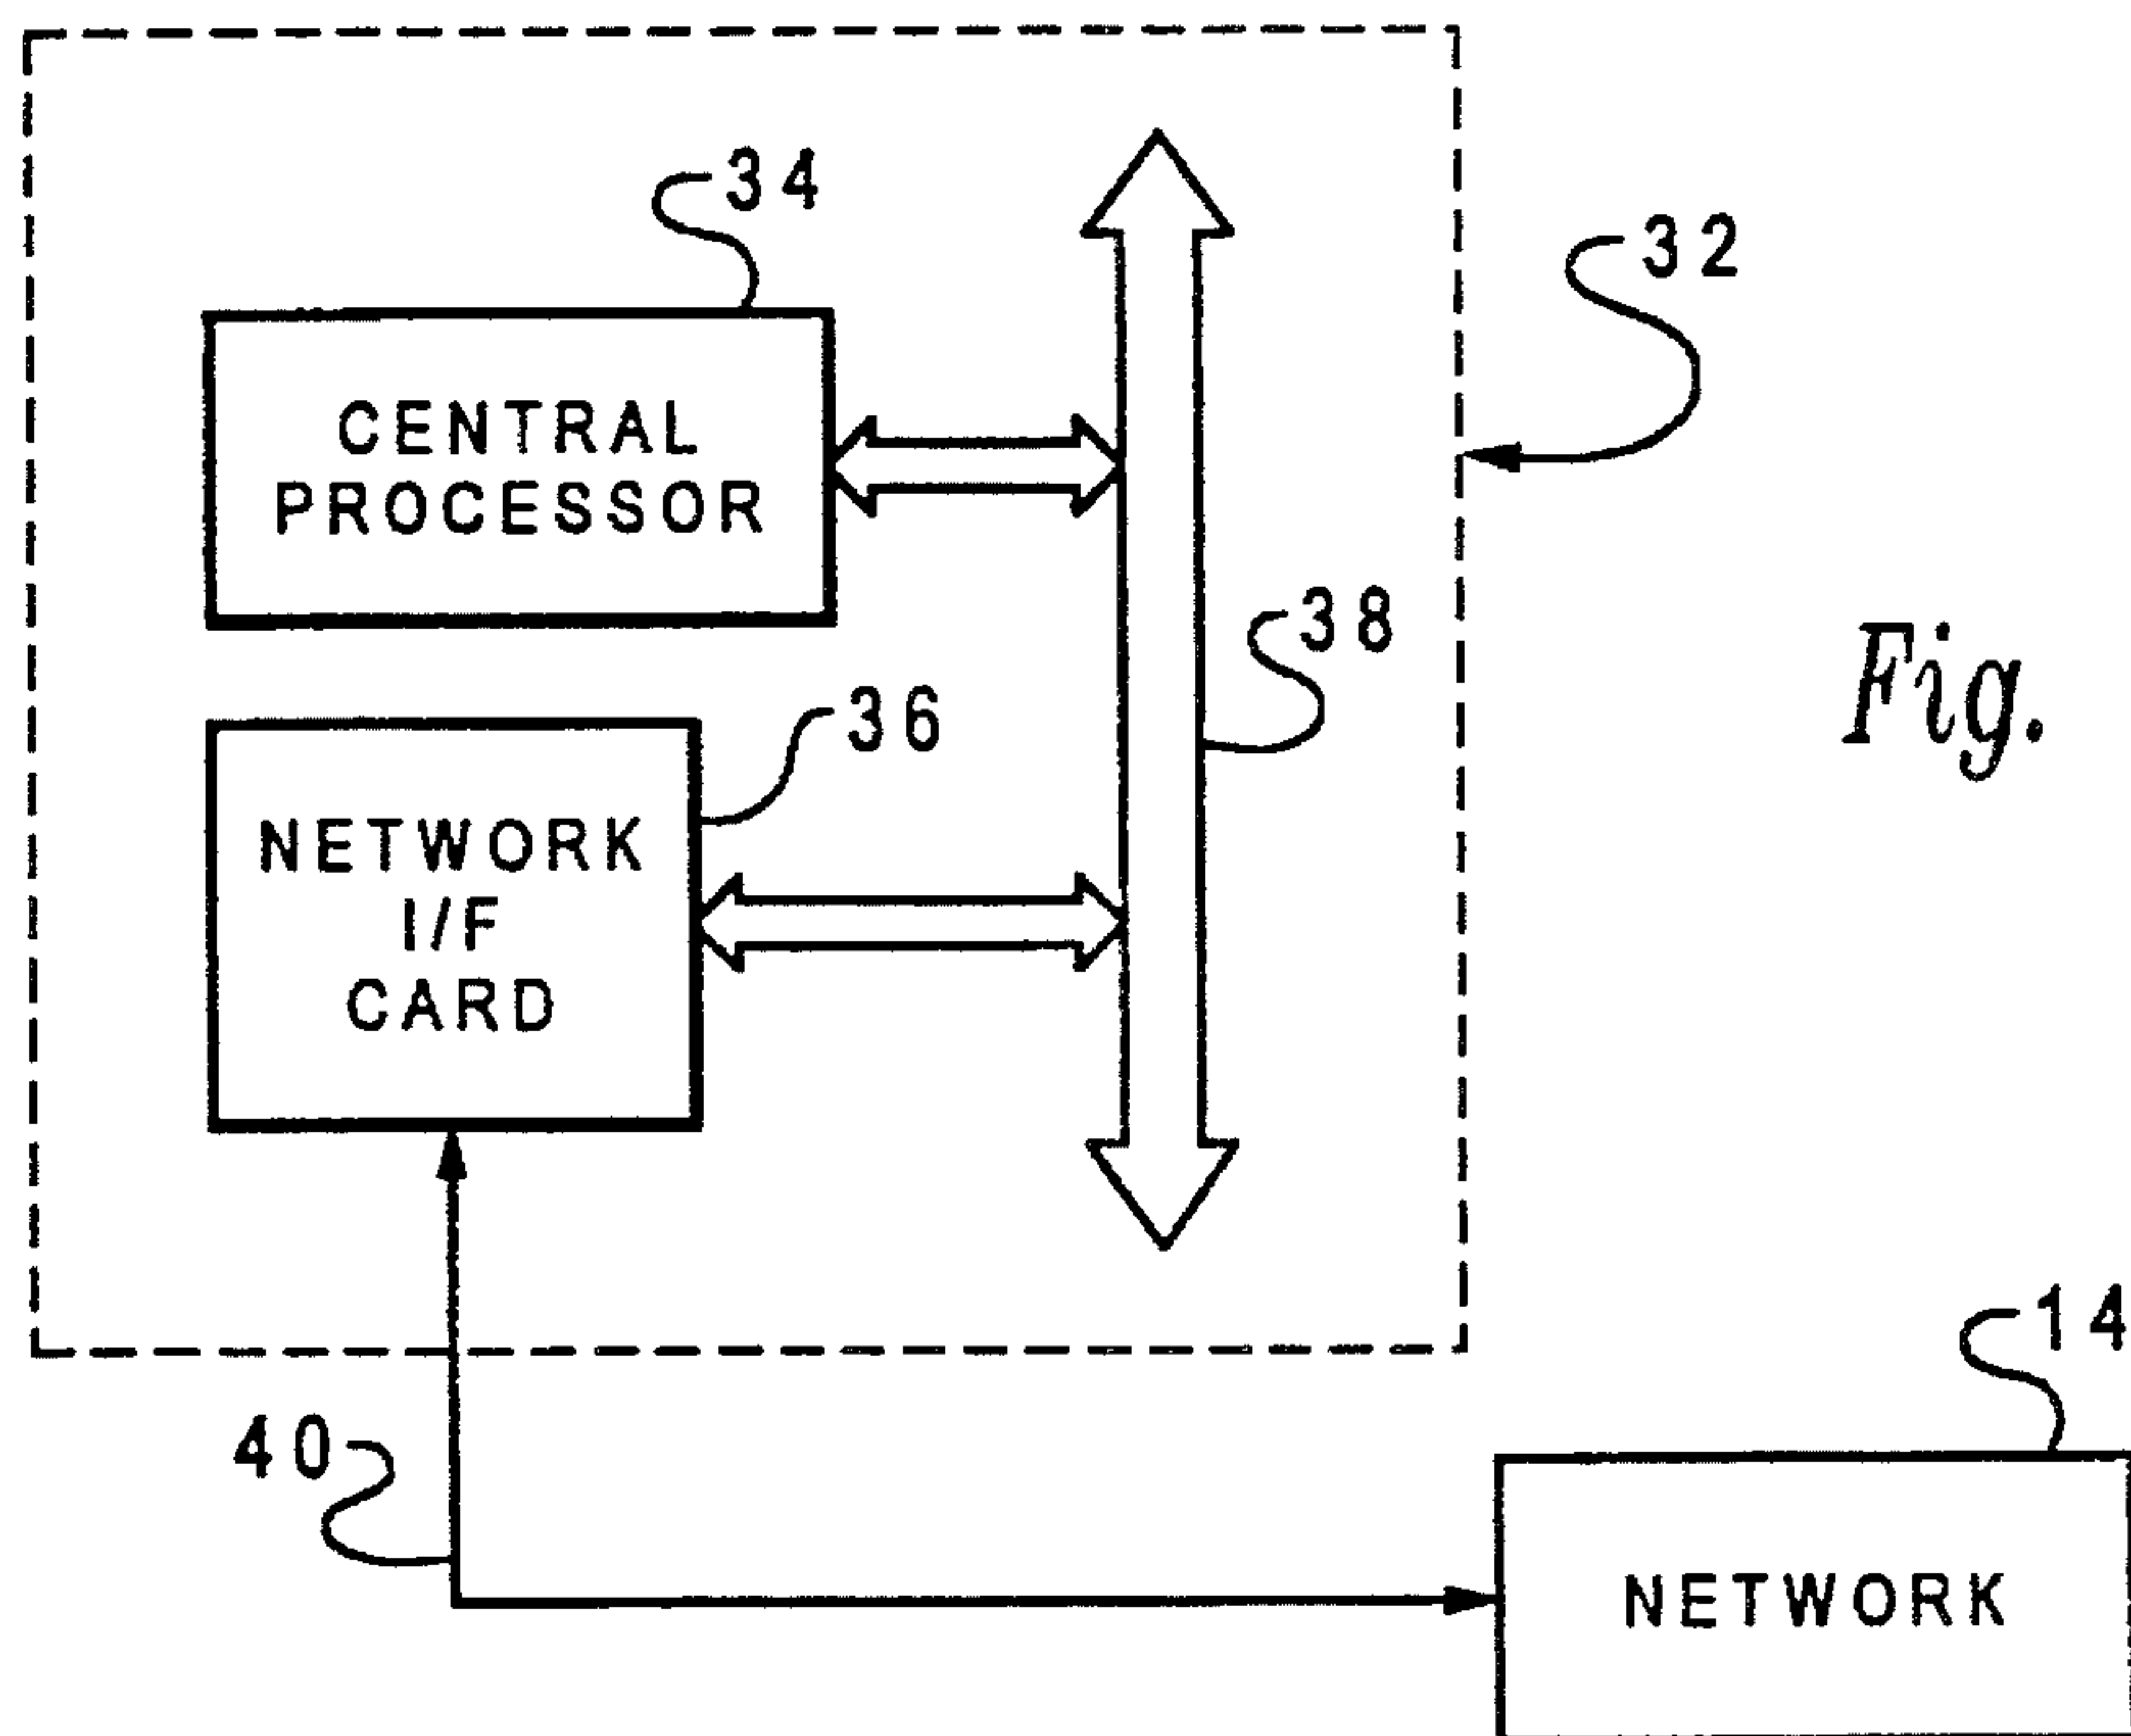 34
32
CENTRAL
PROCESSOR
38
Fig.
36
NETWORK
I/F
CARD
14
40
NETWORK